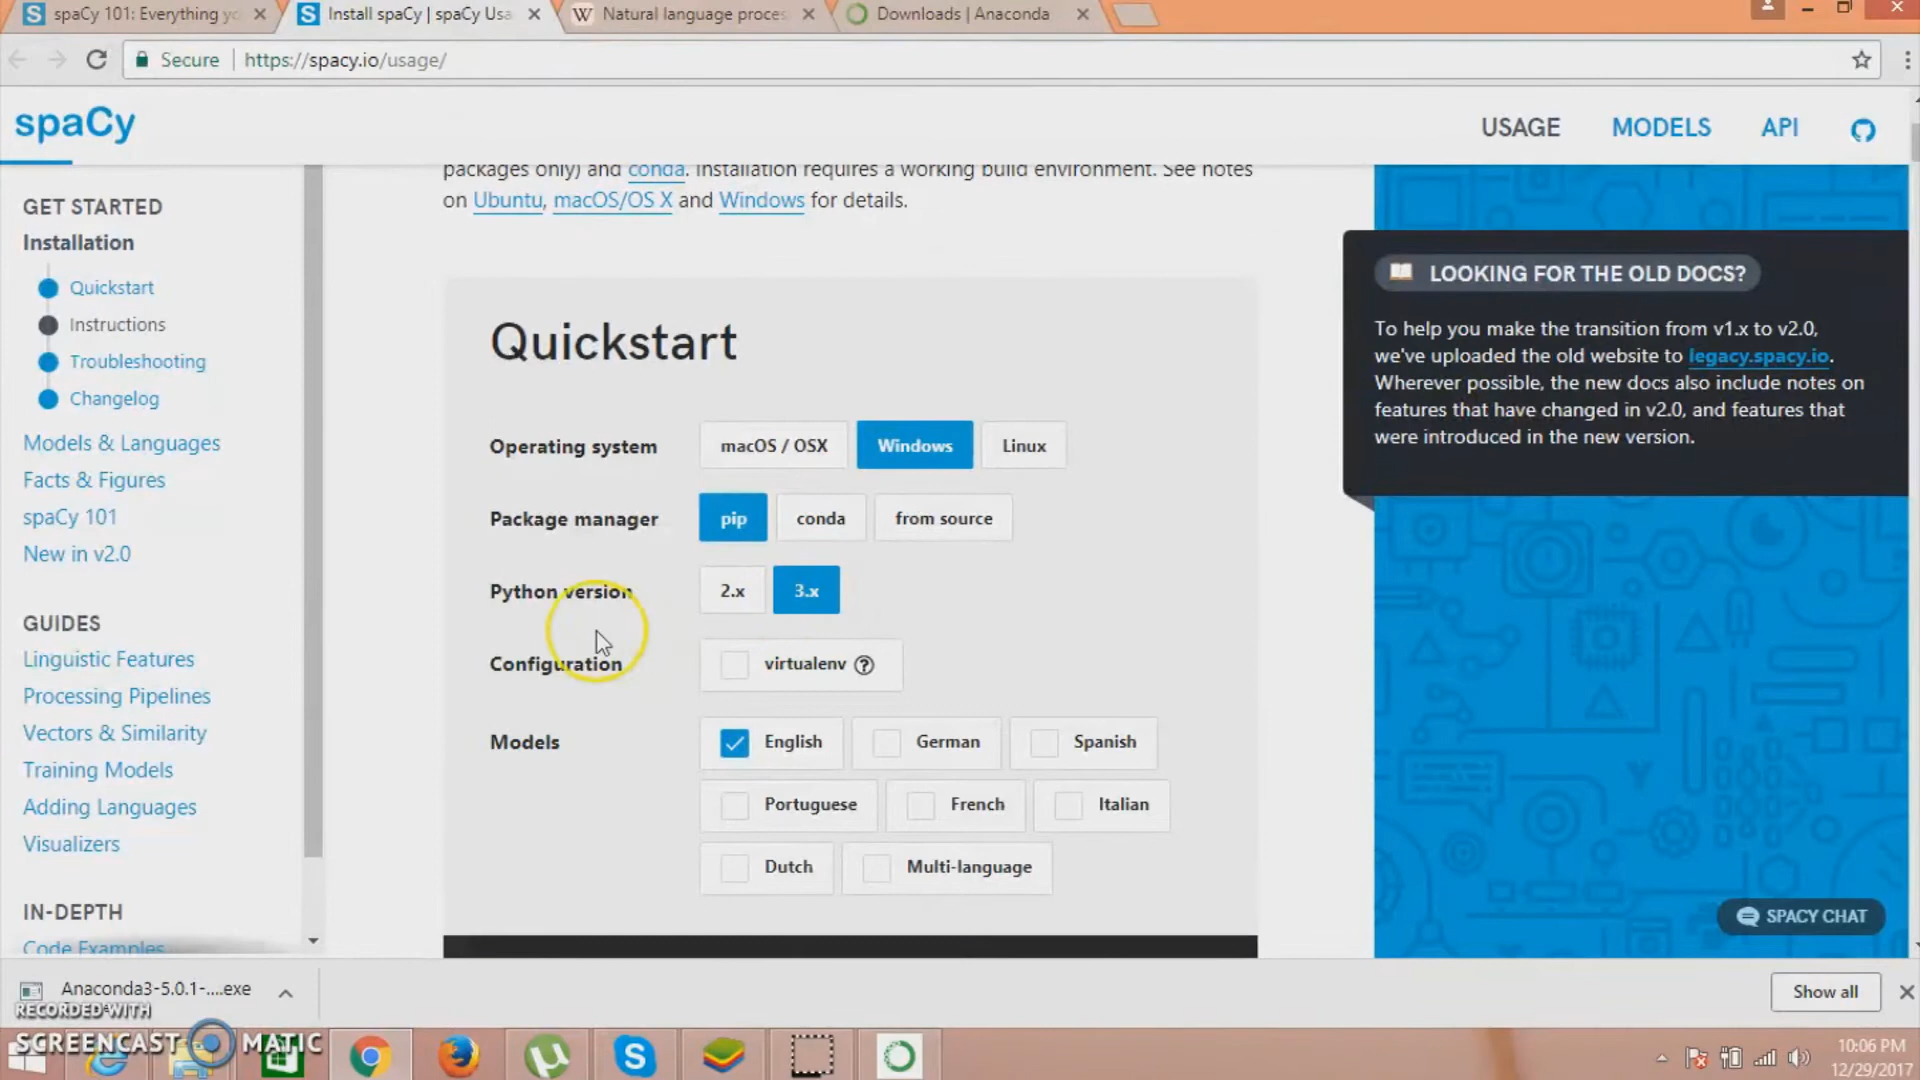 spaCy 101: Everything yo
Install spaCy | spaCy Usa
Natural language proces
Downloads | Anaconda
Secure
https://spacy.io/usage/
spaCy
USAGE
MODELS
API
packages only) and conda. Installation requires a working build environment. See notes
on Ubuntu, macOS/OS X and Windows for details.
GET STARTED
Installation
Quickstart
Instructions
Troubleshooting
Changelog
Models & Languages
Facts & Figures
spaCy 101
New in v2.0
GUIDES
Linguistic Features
Processing Pipelines
Vectors & Similarity
Training Models
Adding Languages
Visualizers
IN-DEPTH
Code Examples
Quickstart
Operating system
macOS / OSX
Windows
Linux
Package manager
pip
conda
from source
Python version
2.x
3.x
Configuration
virtualenv ?
Models
English
German
Spanish
Portuguese
French
Italian
Dutch
Multi-language
LOOKING FOR THE OLD DOCS?
To help you make the transition from v1.x to v2.0,
we've uploaded the old website to legacy.spacy.io.
Wherever possible, the new docs also include notes on
features that have changed in v2.0, and features that
were introduced in the new version.
SPACY CHAT
Anaconda3-5.0.1-....exe
Show all
RECORDED WITH
SCREENCAST MATIC
10:06 PM
12/29/2017